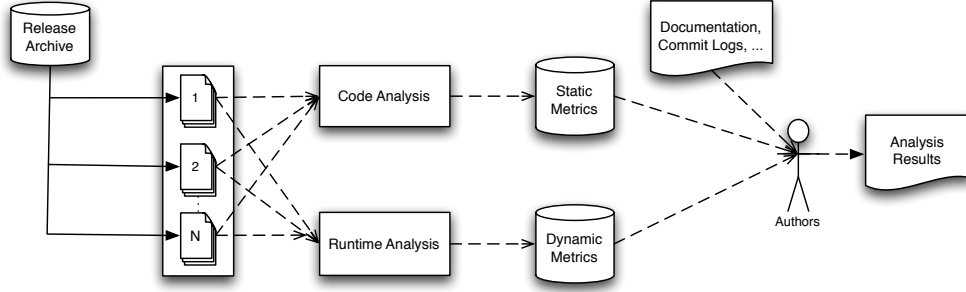 Release
Archive
1
2
N
Code Analysis
Runtime Analysis
Static
Metrics
Dynamic
Metrics
Documentation,
Commit Logs, ...
Authors
Analysis
Results